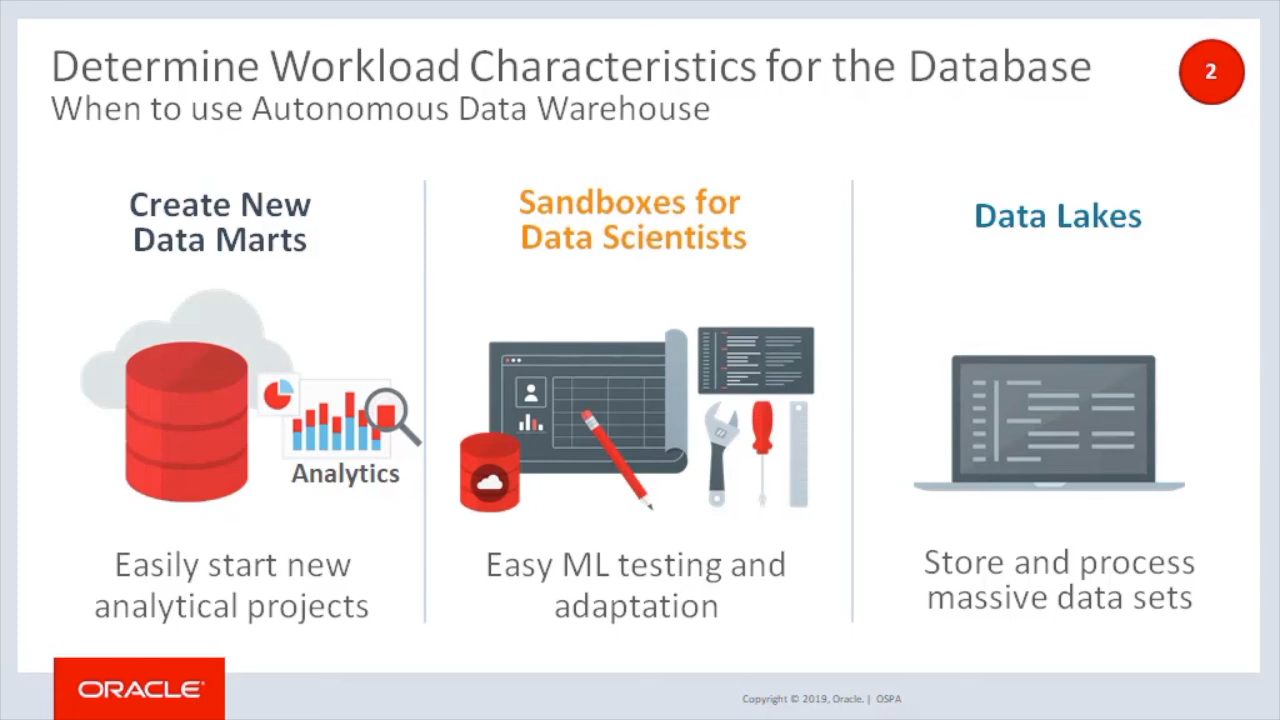 Determine Workload Characteristics for the Database
When to use Autonomous Data Warehouse
2
Create New
Data Marts
Analytics
Easily start new
analytical projects
Sandboxes for
Data Scientists
Easy ML testing and
adaptation
Data Lakes
Store and process
massive data sets
ORACLE®
Copyright © 2019, Oracle. | OSPA